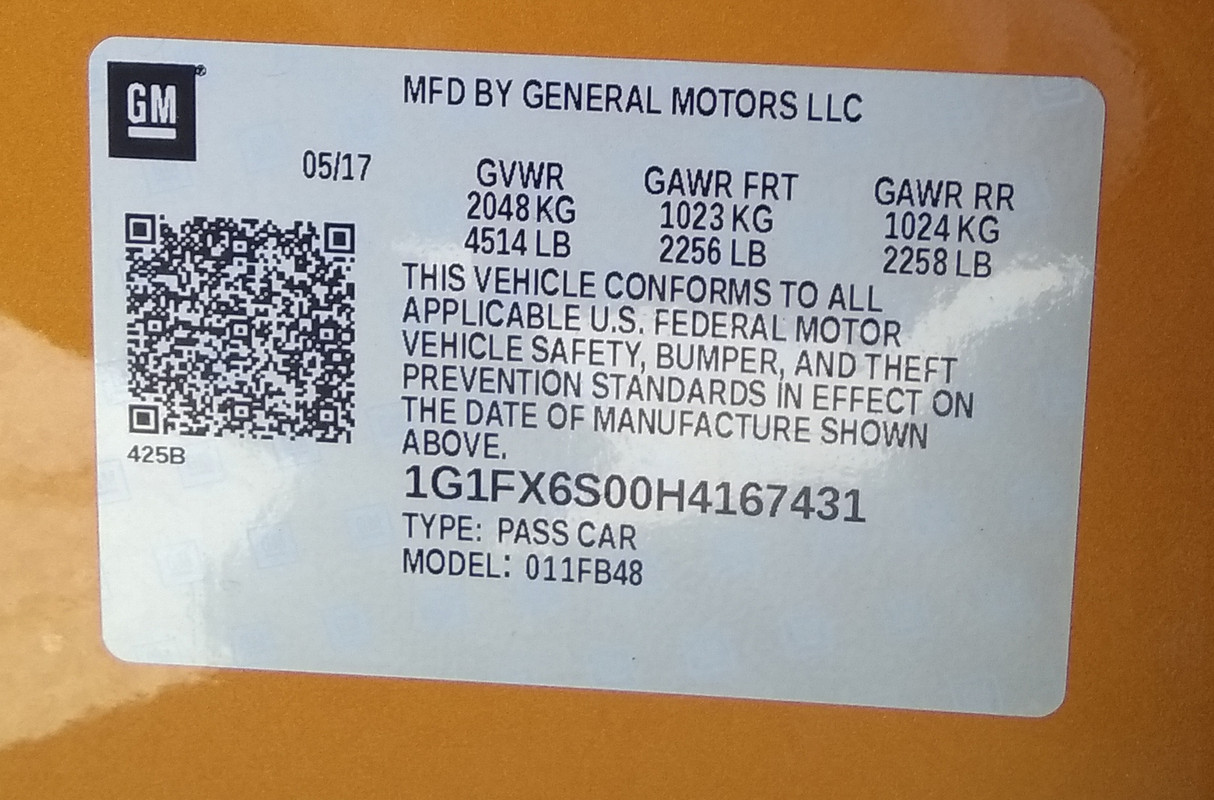 GM®
MFD BY GENERAL MOTORS LLC
05/17
GVWR GAWR FRT GAWR RR
2048 KG 1023 KG 1024 KG
4514 LB 2256 LB 2258 LB
THIS VEHICLE CONFORMS TO ALL
APPLICABLE U.S. FEDERAL MOTOR
VEHICLE SAFETY, BUMPER, AND THEFT
PREVENTION STANDARDS IN EFFECT ON
THE DATE OF MANUFACTURE SHOWN
ABOVE.
425B
1G1FX6S00H4167431
TYPE: PASS CAR
MODEL: 011FB48